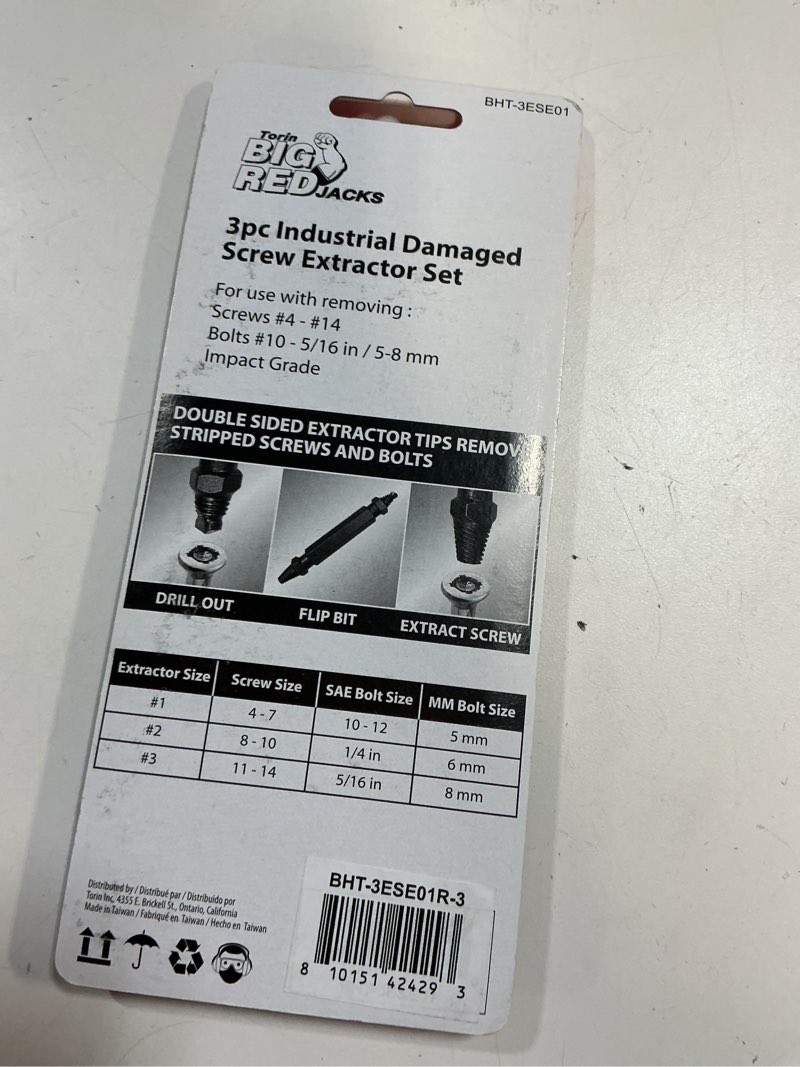 BHT-3ESE01
Torin
BIG
RED JACKS
3pc Industrial Damaged
Screw Extractor Set
For use with removing :
Screws #4 - #14
Bolts #10 - 5/16 in / 5-8 mm
Impact Grade
DOUBLE SIDED EXTRACTOR TIPS REMOV
STRIPPED SCREWS AND BOLTS
DRILL OUT
FLIP BIT
EXTRACT SCREW
Extractor Size Screw Size SAE Bolt Size MM Bolt Size
#1 4 - 7 10 - 12 5 mm
#2 8 - 10 1/4 in 6 mm
#3 11 - 14 5/16 in 8 mm
Distributed by / Distribué par / Distribuido por
Torin Inc, 4355 E. Brickell St., Ontario, California
Made in Taiwan / Fabriqué en Taiwan / Hecho en Taiwan
BHT-3ESE01R-3
8 10151 42429 3